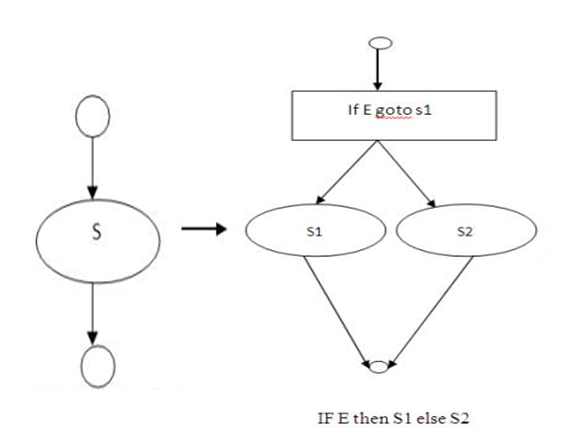 S
If E goto s1
S1
S2
IF E then S1 else S2